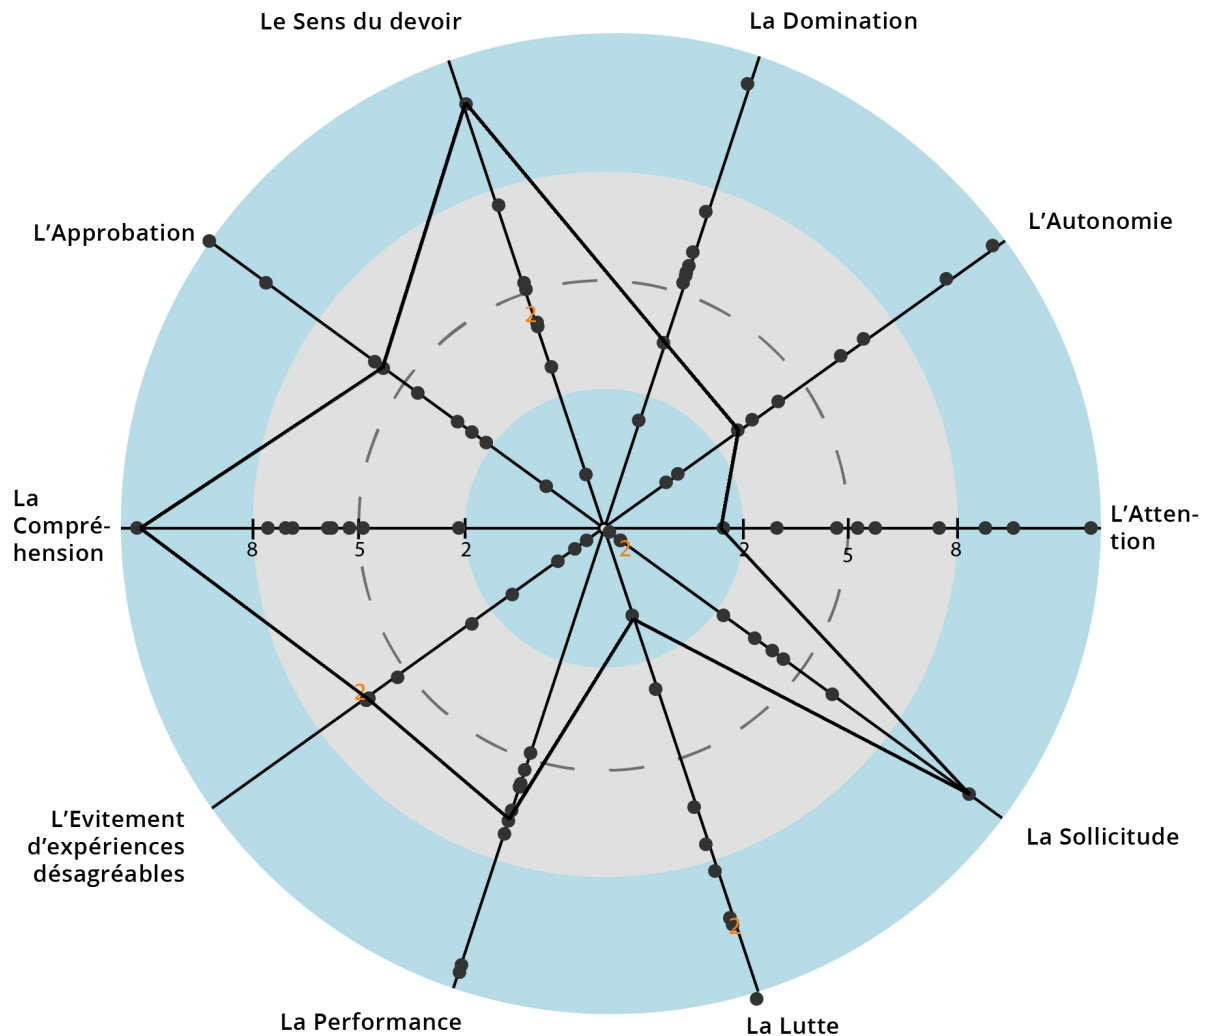 Le Sens du devoir
La Domination
L’Approbation
L’Autonomie
2
La
Compré-
hension
L’Atten-
tion
8
5
2
2
5
8
2
2
L’Evitement
d’expériences
désagréables
La Sollicitude
2
La Performance
La Lutte